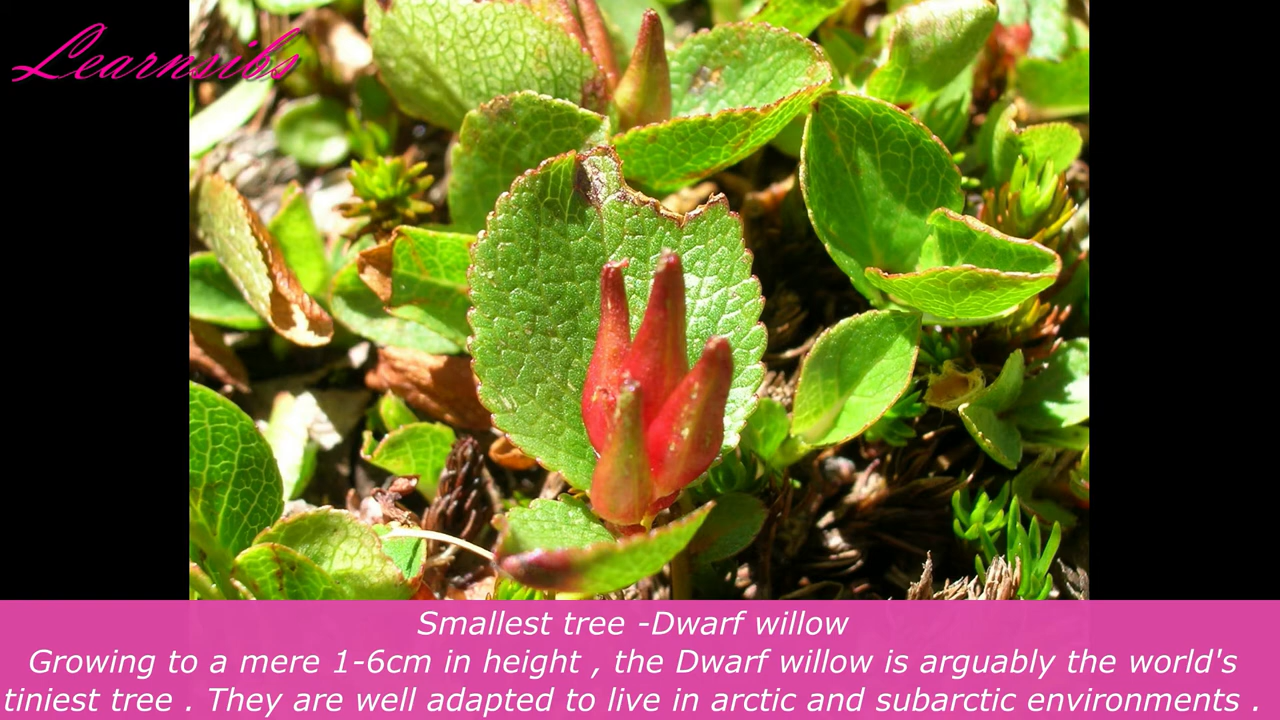 Learnsibs
Smallest tree -Dwarf willow
Growing to a mere 1-6cm in height , the Dwarf willow is arguably the world's
tiniest tree . They are well adapted to live in arctic and subarctic environments .